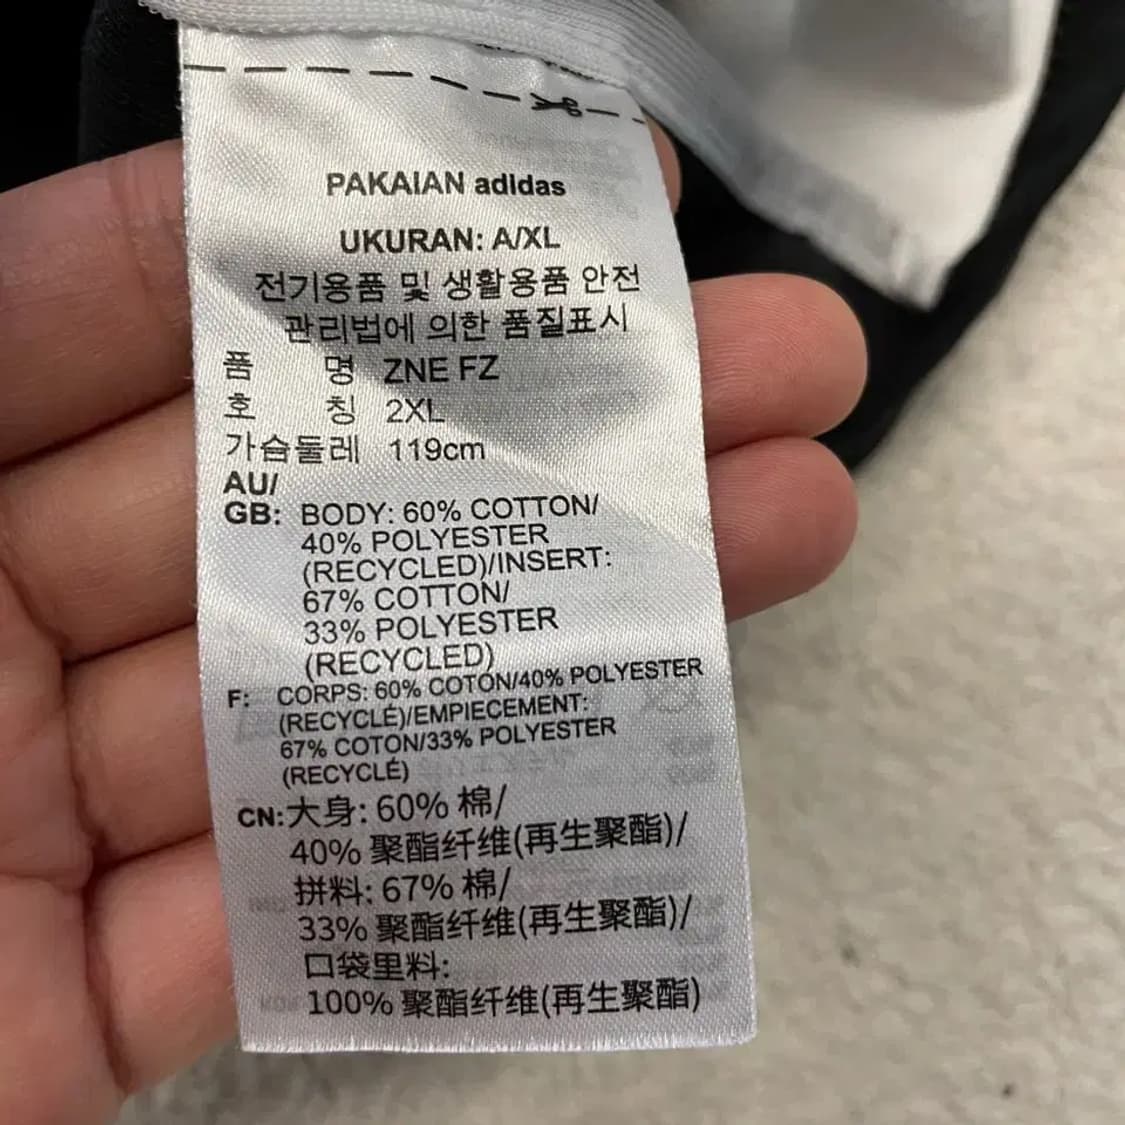 PAKAIAN adidas
UKURAN: A/XL
전기용품 및 생활용품 안전
관리법에 의한 품질표시
품 명 ZNE FZ
호 칭 2XL
가슴둘레 119cm
AU/
GB: BODY: 60% COTTON/
40% POLYESTER
(RECYCLED)/INSERT:
67% COTTON/
33% POLYESTER
(RECYCLED)
F: CORPS: 60% COTON/40% POLYESTER
(RECYCLÉ)/EMPIECEMENT:
67% COTON/33% POLYESTER
(RECYCLÉ)
CN: 大身: 60% 棉/
40% 聚酯纤维(再生聚酯)/
拼料: 67% 棉/
33% 聚酯纤维(再生聚酯)/
口袋里料:
100% 聚酯纤维(再生聚酯)